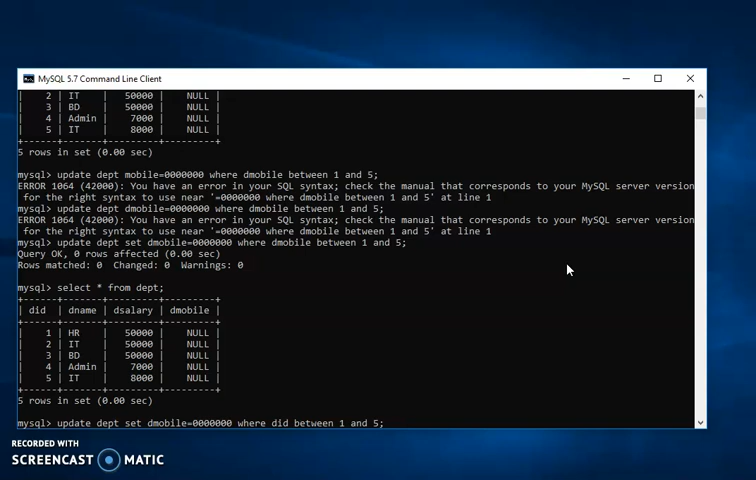 MySQL 5.7 Command Line Client
|    2 | IT    |   50000 |    NULL |
|    3 | BD    |   50000 |    NULL |
|    4 | Admin |    7000 |    NULL |
|    5 | IT    |    8000 |    NULL |
+------+-------+---------+---------+
5 rows in set (0.00 sec)
mysql> update dept mobile=0000000 where dmobile between 1 and 5;
ERROR 1064 (42000): You have an error in your SQL syntax; check the manual that corresponds to your MySQL server version
for the right syntax to use near '=0000000 where dmobile between 1 and 5' at line 1
mysql> update dept dmobile=0000000 where dmobile between 1 and 5;
ERROR 1064 (42000): You have an error in your SQL syntax; check the manual that corresponds to your MySQL server version
for the right syntax to use near '=0000000 where dmobile between 1 and 5' at line 1
mysql> update dept set dmobile=0000000 where dmobile between 1 and 5;
Query OK, 0 rows affected (0.00 sec)
Rows matched: 0  Changed: 0  Warnings: 0
mysql> select * from dept;
+------+-------+---------+---------+
| did  | dname | dsalary | dmobile |
+------+-------+---------+---------+
|    1 | HR    |   50000 |    NULL |
|    2 | IT    |   50000 |    NULL |
|    3 | BD    |   50000 |    NULL |
|    4 | Admin |    7000 |    NULL |
|    5 | IT    |    8000 |    NULL |
+------+-------+---------+---------+
5 rows in set (0.00 sec)
mysql> update dept set dmobile=0000000 where did between 1 and 5;
RECORDED WITH
SCREENCAST MATIC